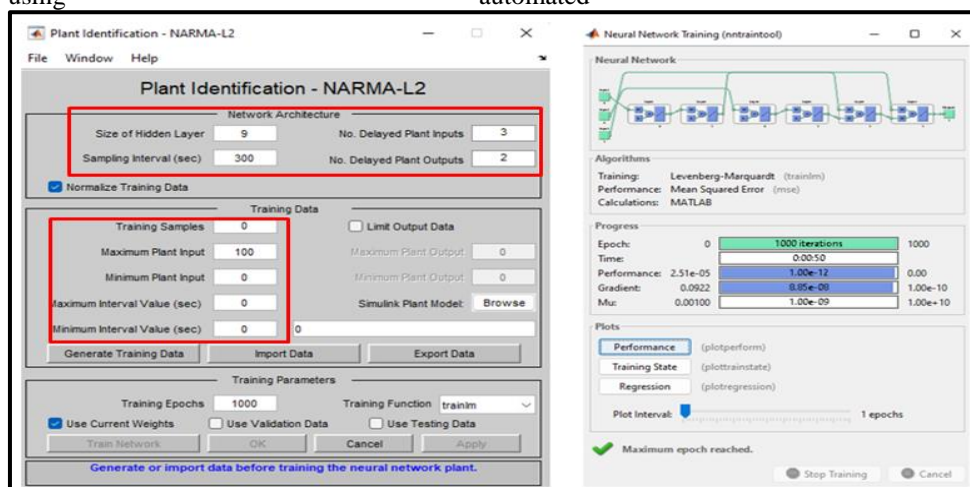 using automated
Plant Identification - NARMA-L2
File Window Help
Plant Identification - NARMA-L2
Network Architecture
Size of Hidden Layer 9 No. Delayed Plant Inputs 3
Sampling Interval (sec) 300 No. Delayed Plant Outputs 2
Normalize Training Data
Training Data
Training Samples 0 Limit Output Data
Maximum Plant Input 100 Maximum Plant Output 0
Minimum Plant Input 0 Minimum Plant Output 0
Maximum Interval Value (sec) 0 Simulink Plant Model: Browse
Minimum Interval Value (sec) 0 0
Generate Training Data Import Data Export Data
Training Parameters
Training Epochs 1000 Training Function trainlm
Use Current Weights Use Validation Data Use Testing Data
Train Network OK Cancel Apply
Generate or import data before training the neural network plant.
Neural Network Training (nntraintool)
Neural Network
Algorithms
Training: Levenberg-Marquardt (trainlm)
Performance: Mean Squared Error (mse)
Calculations: MATLAB
Progress
Epoch: 0 1000 iterations 1000
Time: 0:00:50
Performance: 2.51e-05 1.00e-12 0.00
Gradient: 0.0922 8.85e-08 1.00e-10
Mu: 0.00100 1.00e-09 1.00e+10
Plots
Performance (plotperform)
Training State (plottrainstate)
Regression (plotregression)
Plot Interval: 1 epochs
Maximum epoch reached.
Stop Training Cancel